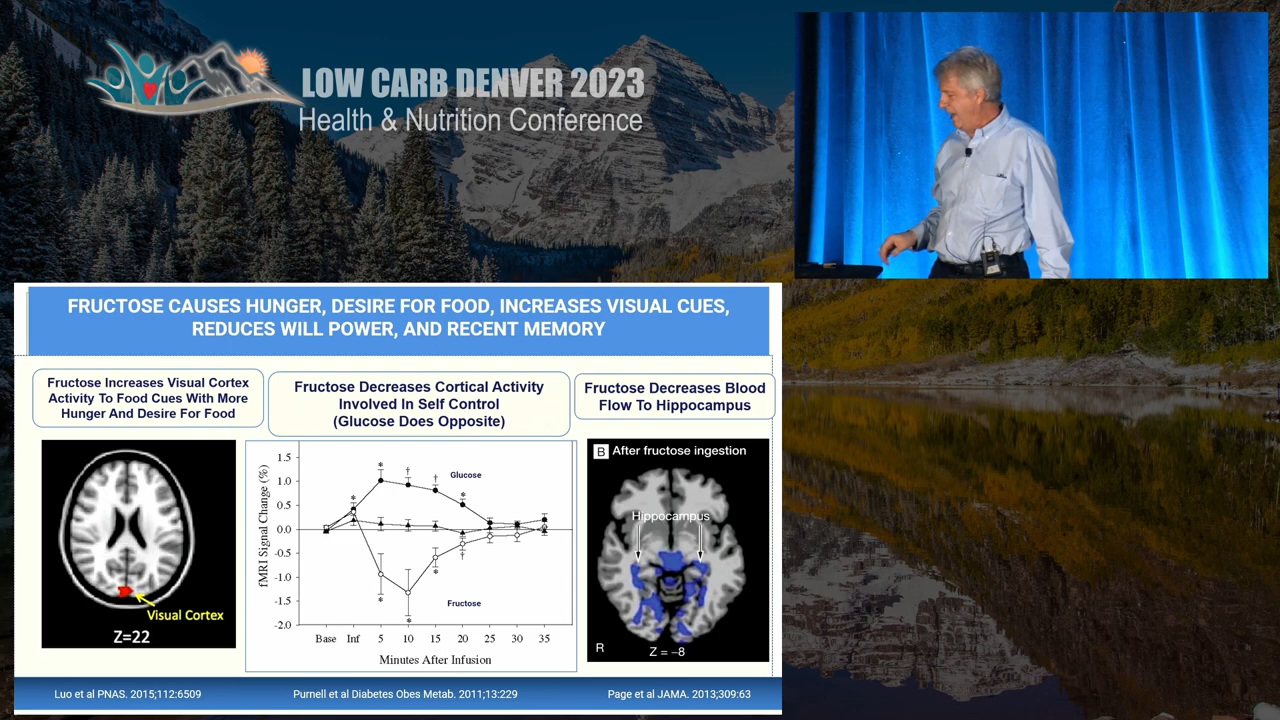 LOW CARB DENVER 2023
Health & Nutrition Conference
FRUCTOSE CAUSES HUNGER, DESIRE FOR FOOD, INCREASES VISUAL CUES,
REDUCES WILL POWER, AND RECENT MEMORY
Fructose Increases Visual Cortex
Activity To Food Cues With More
Hunger And Desire For Food
Visual Cortex
Z=22
Fructose Decreases Cortical Activity
Involved In Self Control
(Glucose Does Opposite)
fMRI Signal Change (%)
1.5
1.0
0.5
0.0
-0.5
-1.0
-1.5
-2.0
* * † † *
Glucose
* * * †
Fructose
Base Inf 5 10 15 20 25 30 35
Minutes After Infusion
Fructose Decreases Blood
Flow To Hippocampus
B After fructose ingestion
Hippocampus
R
Z = −8
Luo et al PNAS. 2015;112:6509
Purnell et al Diabetes Obes Metab. 2011;13:229
Page et al JAMA. 2013;309:63